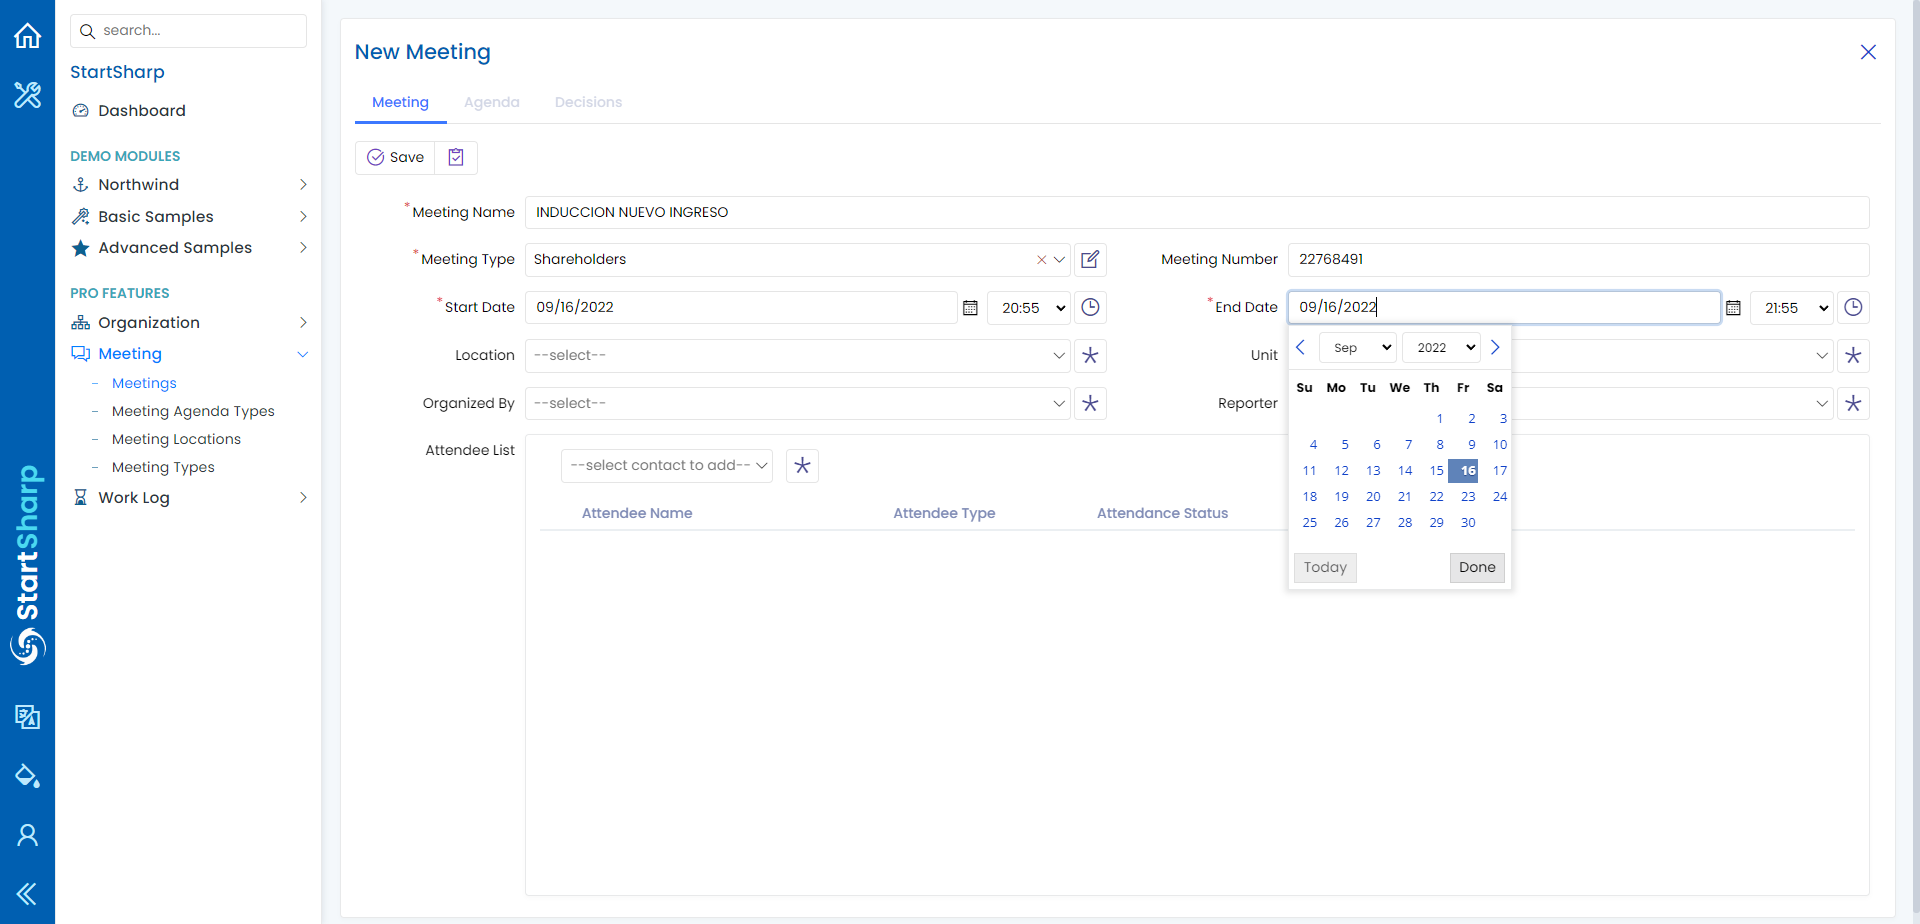 search...
StartSharp
Dashboard
DEMO MODULES
Northwind
Basic Samples
Advanced Samples
PRO FEATURES
Organization
Meeting
Meetings
Meeting Agenda Types
Meeting Locations
Meeting Types
Work Log
StartSharp
New Meeting
Meeting Agenda Decisions
Save
*Meeting Name INDUCCION NUEVO INGRESO
*Meeting Type Shareholders Meeting Number 22768491
*Start Date 09/16/2022 20:55 *End Date 09/16/2022 21:55
Location --select-- Unit
Organized By --select-- Reporter
Attendee List --select contact to add--
Attendee Name Attendee Type Attendance Status
Sep 2022
Su Mo Tu We Th Fr Sa
1 2 3
4 5 6 7 8 9 10
11 12 13 14 15 16 17
18 19 20 21 22 23 24
25 26 27 28 29 30
Today Done